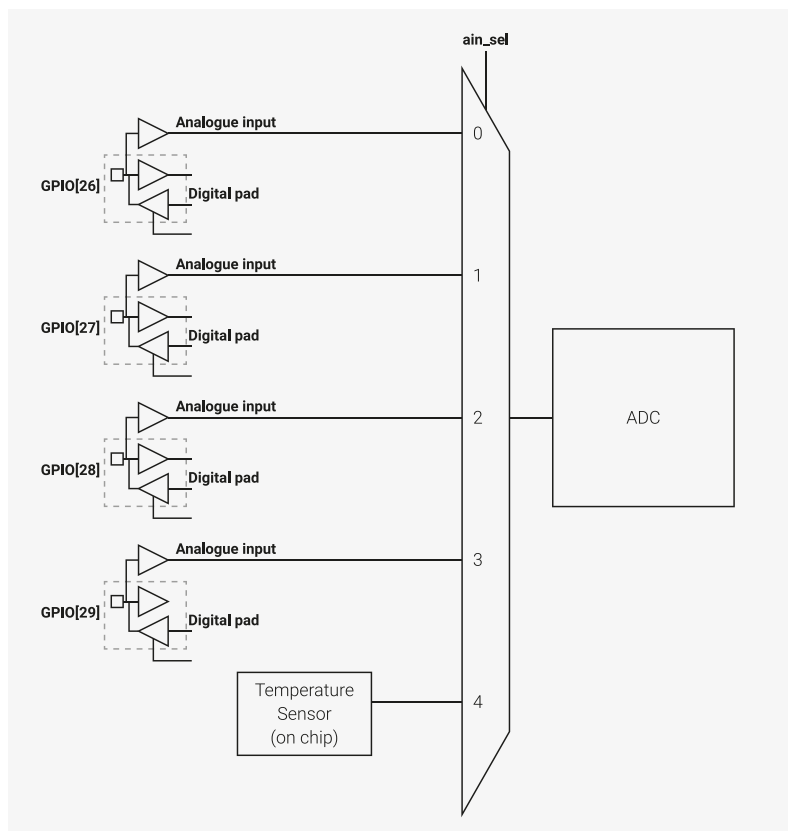 ain_sel
Analogue input
0
GPIO[26]
Digital pad
Analogue input
1
GPIO[27]
Digital pad
Analogue input
2
ADC
GPIO[28]
Digital pad
Analogue input
3
GPIO[29]
Digital pad
Temperature
Sensor
(on chip)
4